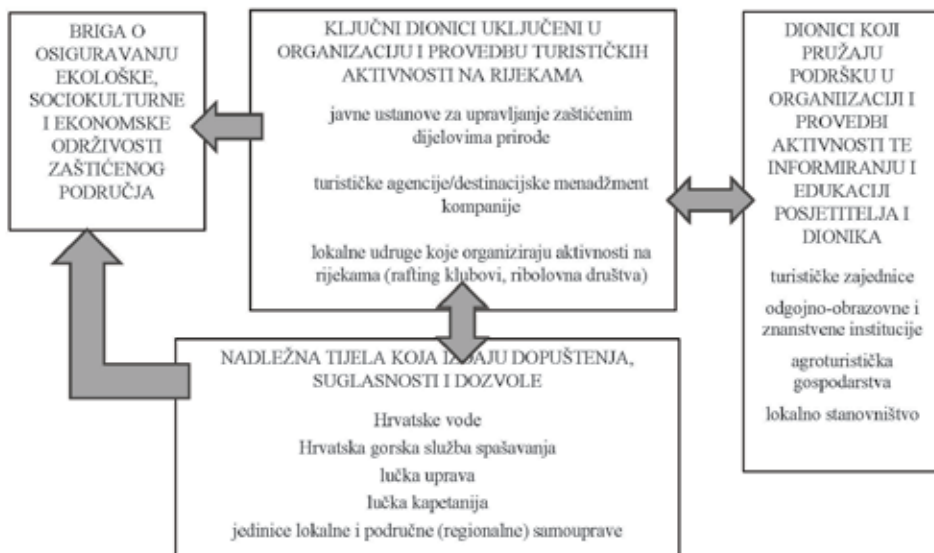 BRIGA O
OSIGURAVANJU
EKOLOŠKE,
SOCIOKULTURNE
I EKONOMSKE
ODRŽIVOSTI
ZAŠTIĆENOG
PODRUČJA
KLJUČNI DIONICI UKLJUČENI U
ORGANIZACIJU I PROVEDBU TURISTIČKIH
AKTIVNOSTI NA RIJEKAMA
javne ustanove za upravljanje zaštićenim
dijelovima prirode
turističke agencije/destinacijske menadžment
kompanije
lokalne udruge koje organiziraju aktivnosti na
rijekama (rafting klubovi, ribolovna društva)
DIONICI KOJI
PRUŽAJU
PODRŠKU U
ORGANIIZACIJI I
PROVEDBI
AKTIVNOSTI TE
INFORMIRANJU I
EDUKACIJI
POSJETITELJA I
DIONIKA
turističke zajednice
odgojno-obrazovne i
znanstvene institucije
agroturistička
gospodarstva
lokalno stanovništvo
NADLEŽNA TIJELA KOJA IZDAJU DOPUŠTENJA,
SUGLASNOSTI I DOZVOLE
Hrvatske vode
Hrvatska gorska služba spašavanja
lučka uprava
lučka kapetanija
jedinice lokalne i područne (regionalne) samouprave